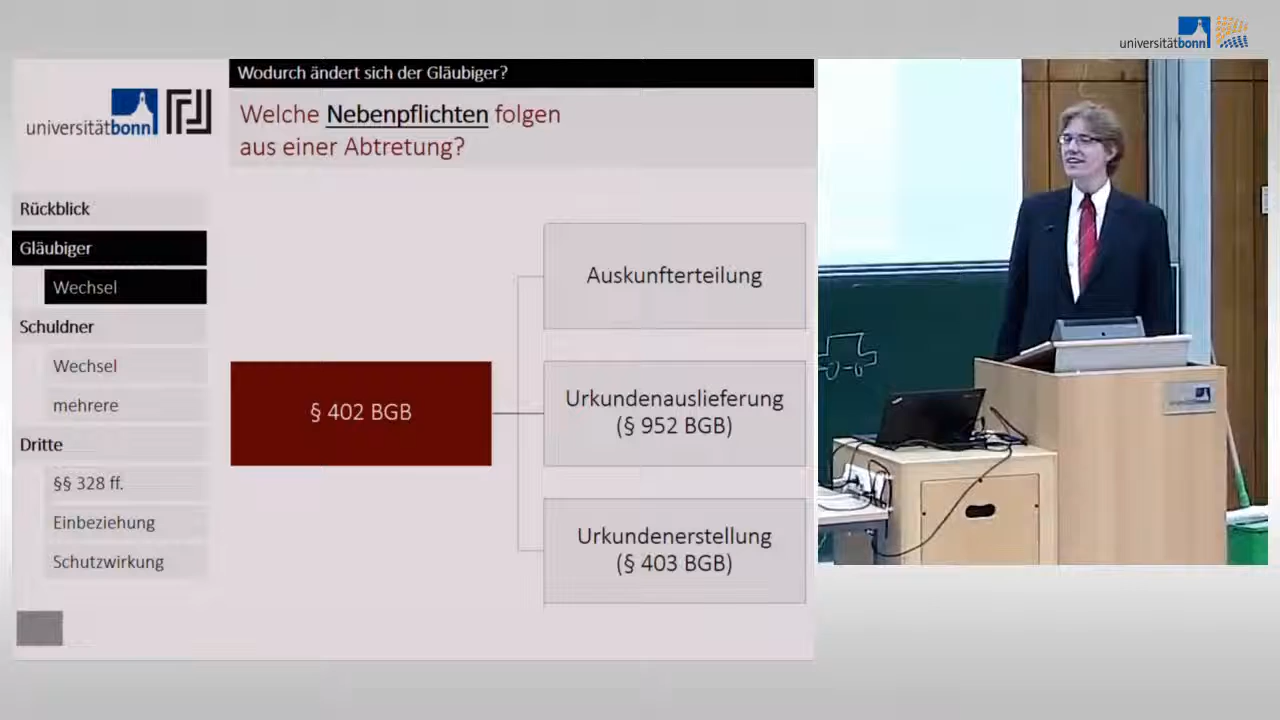 universitätbonn
Wodurch ändert sich der Gläubiger?
universitätbonn
Welche Nebenpflichten folgen
aus einer Abtretung?
Rückblick
Gläubiger
Wechsel
Schuldner
Wechsel
mehrere
Dritte
§§ 328 ff.
Einbeziehung
Schutzwirkung
§ 402 BGB
Auskunfterteilung
Urkundenauslieferung
(§ 952 BGB)
Urkundenerstellung
(§ 403 BGB)